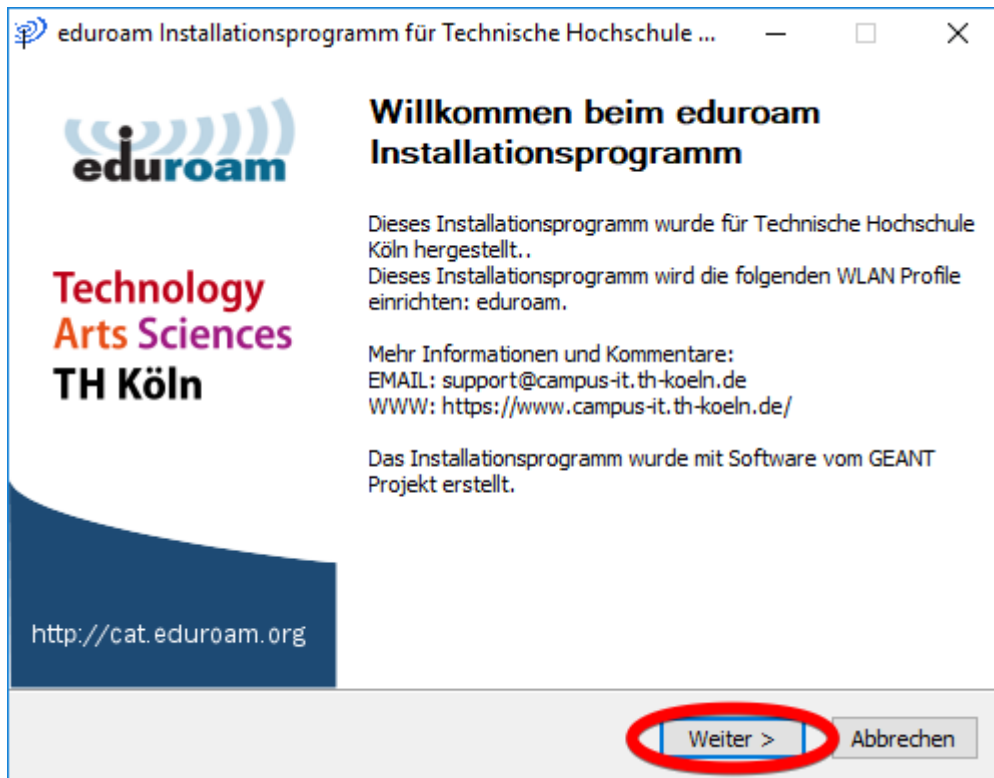 eduroam Installationsprogramm für Technische Hochschule ...
eduroam
Technology
Arts Sciences
TH Köln
http://cat.eduroam.org
Willkommen beim eduroam
Installationsprogramm
Dieses Installationsprogramm wurde für Technische Hochschule
Köln hergestellt..
Dieses Installationsprogramm wird die folgenden WLAN Profile
einrichten: eduroam.
Mehr Informationen und Kommentare:
EMAIL: support@campus-it.th-koeln.de
WWW: https://www.campus-it.th-koeln.de/
Das Installationsprogramm wurde mit Software vom GEANT
Projekt erstellt.
Weiter >
Abbrechen